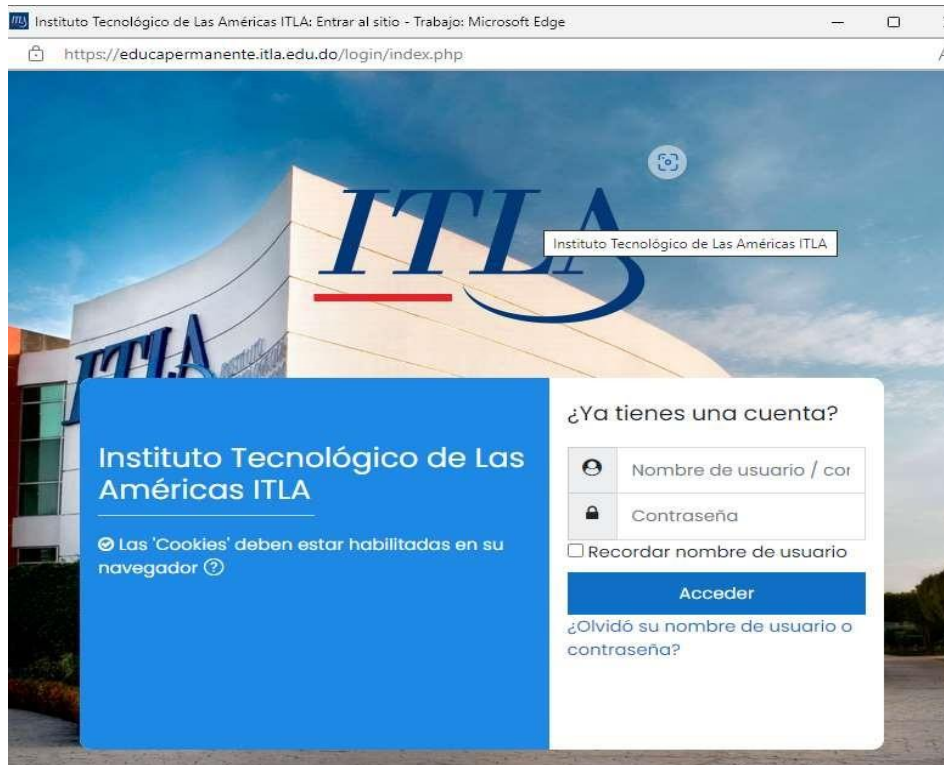 Instituto Tecnológico de Las Américas ITLA: Entrar al sitio - Trabajo: Microsoft Edge
https://educapermanente.itla.edu.do/login/index.php
ITLA
Instituto Tecnológico de Las Américas ITLA
ITLA
¿Ya tienes una cuenta?
Instituto Tecnológico de Las
Américas ITLA
Las 'Cookies' deben estar habilitadas en su
navegador
Nombre de usuario / cor
Contraseña
Recordar nombre de usuario
Acceder
¿Olvidó su nombre de usuario o
contraseña?